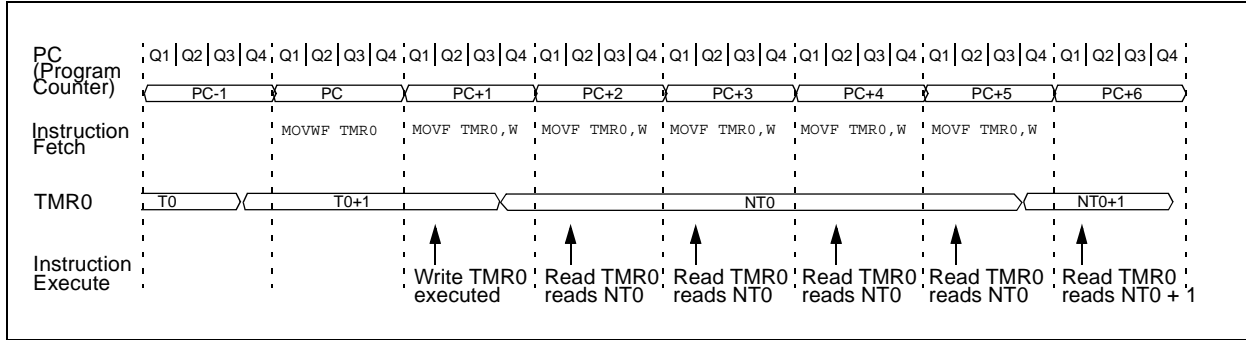 PC
(Program
Counter)
Q1 Q2 Q3 Q4 Q1 Q2 Q3 Q4 Q1 Q2 Q3 Q4 Q1 Q2 Q3 Q4 Q1 Q2 Q3 Q4 Q1 Q2 Q3 Q4 Q1 Q2 Q3 Q4 Q1 Q2 Q3 Q4
PC-1 PC PC+1 PC+2 PC+3 PC+4 PC+5 PC+6
Instruction
Fetch
MOVWF TMR0 MOVF TMR0,W MOVF TMR0,W MOVF TMR0,W MOVF TMR0,W MOVF TMR0,W
TMR0 T0 T0+1 NT0 NT0+1
Instruction
Execute
Write TMR0
executed
Read TMR0
reads NT0
Read TMR0
reads NT0
Read TMR0
reads NT0
Read TMR0
reads NT0
Read TMR0
reads NT0 + 1